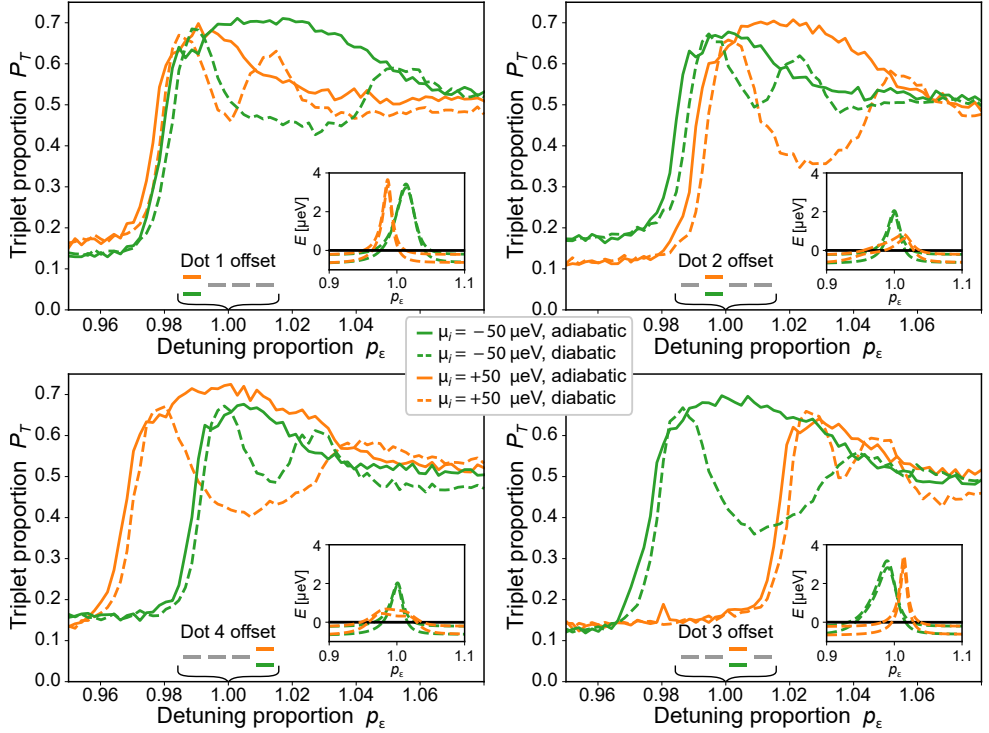 0.7
0.6
0.5
0.4
0.3
0.2
0.1
0.0
Triplet proportion P_T
0.96 0.98 1.00 1.02 1.04 1.06
Detuning proportion p_ε
Dot 1 offset
4
2
0
E [µeV]
0.9 1.0 1.1
p_ε
0.7
0.6
0.5
0.4
0.3
0.2
0.1
0.0
Triplet proportion P_T
0.96 0.98 1.00 1.02 1.04 1.06
Detuning proportion p_ε
Dot 2 offset
4
2
0
E [µeV]
0.9 1.0 1.1
p_ε
µ_i = −50 µeV, adiabatic
µ_i = −50 µeV, diabatic
µ_i = +50 µeV, adiabatic
µ_i = +50 µeV, diabatic
0.7
0.6
0.5
0.4
0.3
0.2
0.1
0.0
Triplet proportion P_T
0.96 0.98 1.00 1.02 1.04 1.06
Detuning proportion p_ε
Dot 4 offset
4
2
0
E [µeV]
0.9 1.0 1.1
p_ε
0.7
0.6
0.5
0.4
0.3
0.2
0.1
0.0
Triplet proportion P_T
0.96 0.98 1.00 1.02 1.04 1.06
Detuning proportion p_ε
Dot 3 offset
4
2
0
E [µeV]
0.9 1.0 1.1
p_ε